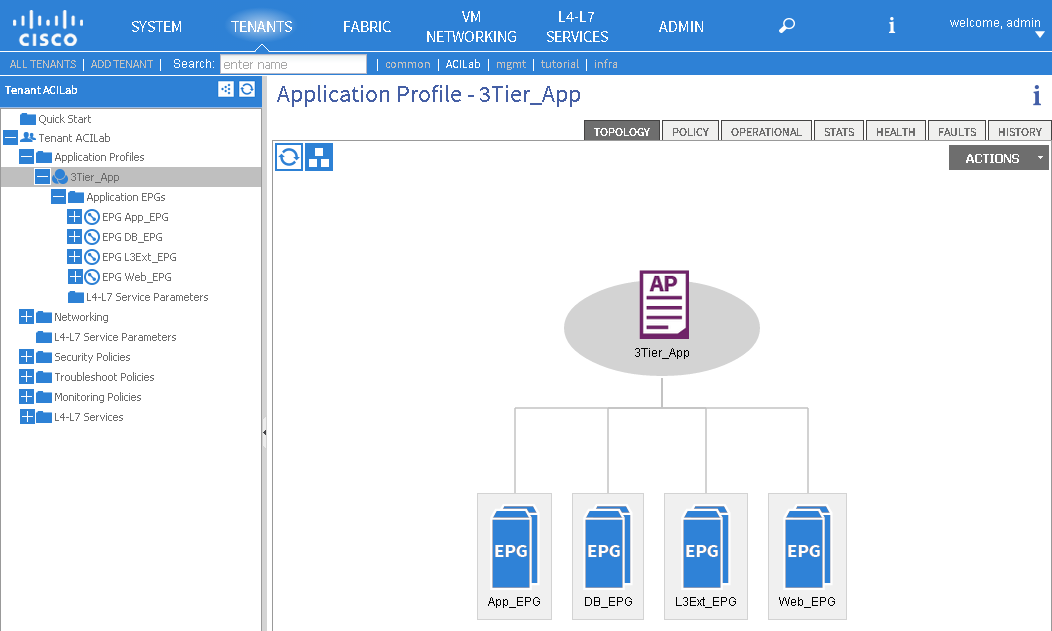 CISCO
SYSTEM
TENANTS
FABRIC
VM
NETWORKING
L4-L7
SERVICES
ADMIN
i
welcome, admin
ALL TENANTS | ADD TENANT | Search: enter name | common | ACILab | mgmt | tutorial | infra
Tenant ACILab
Quick Start
Tenant ACILab
Application Profiles
3Tier_App
Application EPGs
EPG App_EPG
EPG DB_EPG
EPG L3Ext_EPG
EPG Web_EPG
L4-L7 Service Parameters
Networking
L4-L7 Service Parameters
Security Policies
Troubleshoot Policies
Monitoring Policies
L4-L7 Services
Application Profile - 3Tier_App
i
TOPOLOGY
POLICY
OPERATIONAL
STATS
HEALTH
FAULTS
HISTORY
ACTIONS
AP
3Tier_App
EPG
App_EPG
EPG
DB_EPG
EPG
L3Ext_EPG
EPG
Web_EPG